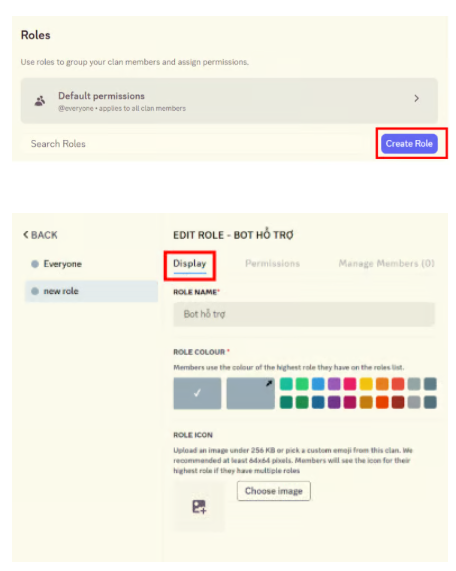 Roles
Use roles to group your clan members and assign permissions.
Default permissions
@everyone • applies to all clan members
Search Roles
Create Role
< BACK
EDIT ROLE - BOT HỖ TRỢ
Everyone
Display
Permissions
Manage Members (0)
new role
ROLE NAME*
Bot hỗ trợ
ROLE COLOUR *
Members use the colour of the highest role they have on the roles list.
ROLE ICON
Upload an image under 256 KB or pick a custom emoji from this clan. We
recommended at least 64x64 pixels. Members will see the icon for their
highest role if they have multiple roles
Choose image